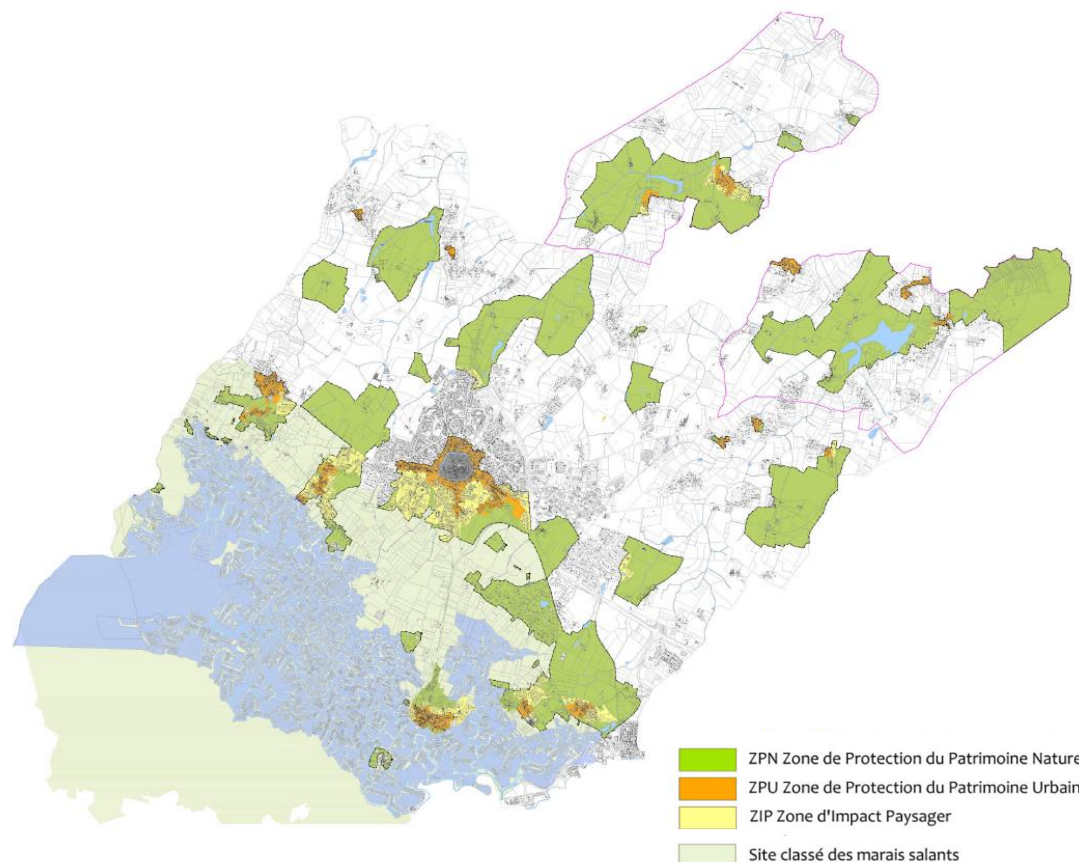 ZPN Zone de Protection du Patrimoine Nature
ZPU Zone de Protection du Patrimoine Urbain
ZIP Zone d'Impact Paysager
Site classé des marais salants